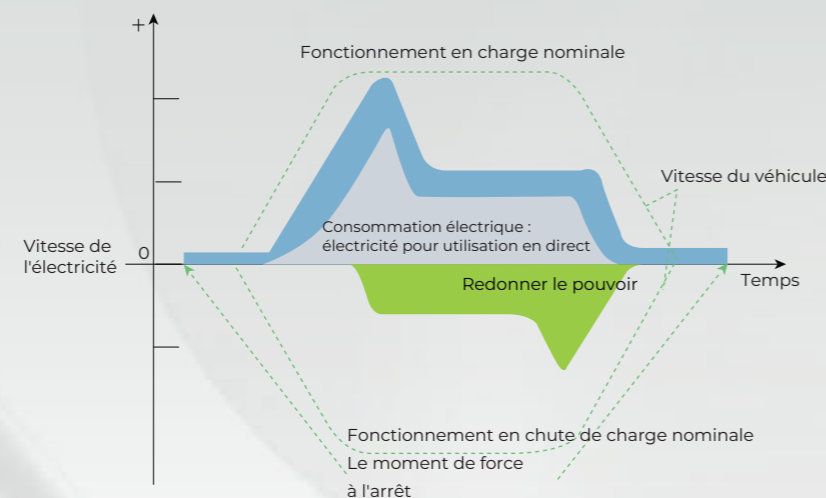 +
Fonctionnement en charge nominale
Vitesse du véhicule
Consommation électrique :
électricité pour utilisation en direct
Vitesse de
l'électricité
0
Redonner le pouvoir
Temps
Fonctionnement en chute de charge nominale
Le moment de force
à l'arrêt